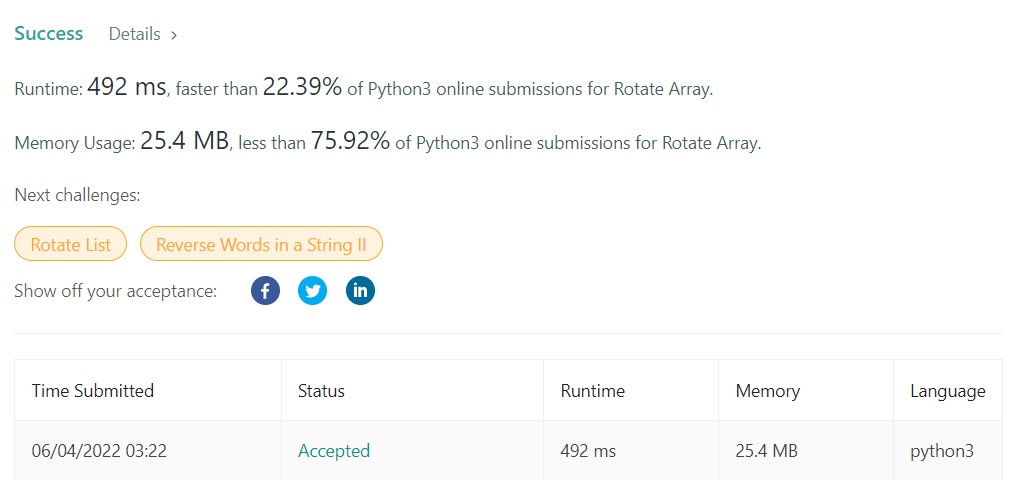 Success Details >
Runtime: 492 ms, faster than 22.39% of Python3 online submissions for Rotate Array.
Memory Usage: 25.4 MB, less than 75.92% of Python3 online submissions for Rotate Array.
Next challenges:
Rotate List Reverse Words in a String II
Show off your acceptance: f in
Time Submitted Status Runtime Memory Language
06/04/2022 03:22 Accepted 492 ms 25.4 MB python3